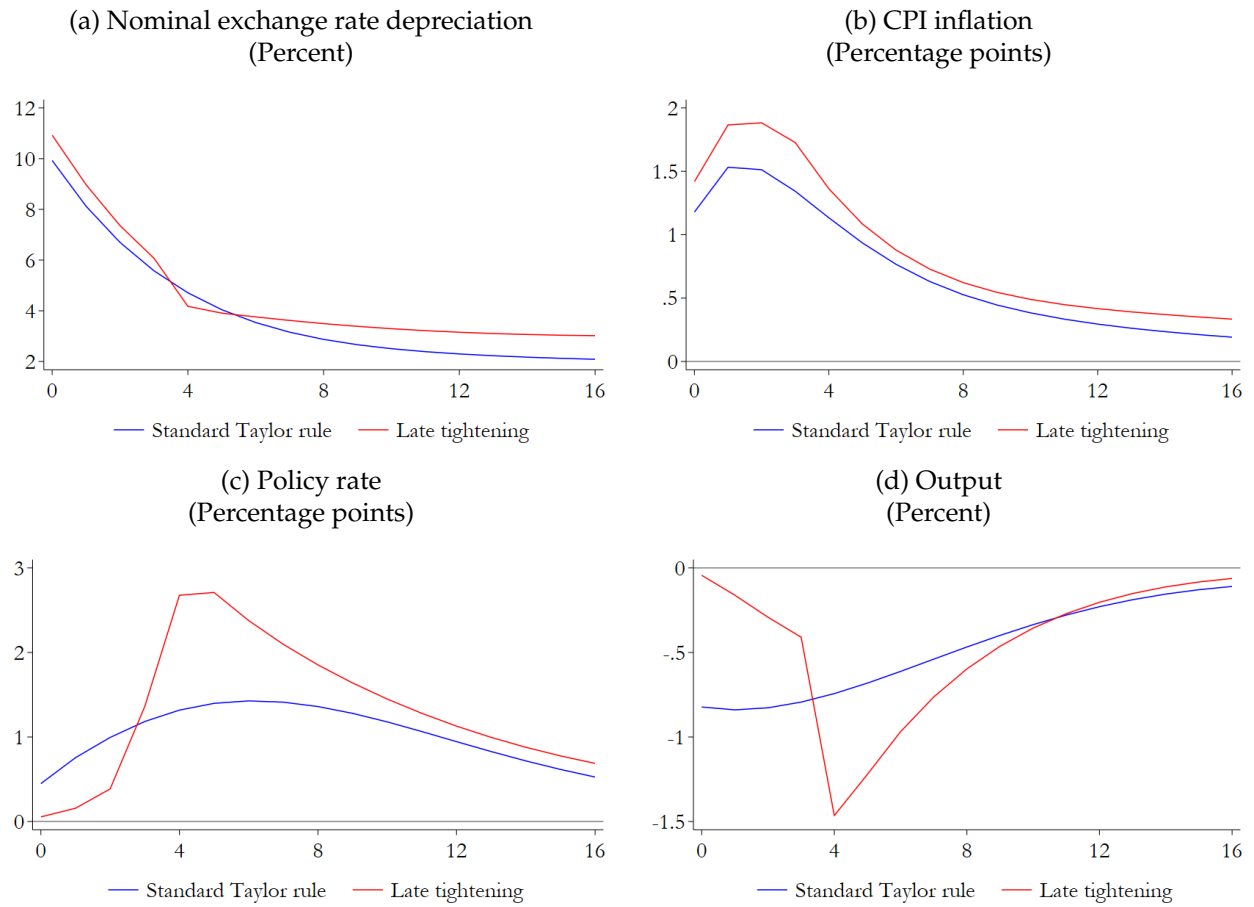 (a) Nominal exchange rate depreciation
(Percent)
12
10
8
6
4
2
0 4 8 12 16
Standard Taylor rule Late tightening
(b) CPI inflation
(Percentage points)
2
1.5
1
.5
0
0 4 8 12 16
Standard Taylor rule Late tightening
(c) Policy rate
(Percentage points)
3
2
1
0
0 4 8 12 16
Standard Taylor rule Late tightening
(d) Output
(Percent)
0
-.5
-1
-1.5
0 4 8 12 16
Standard Taylor rule Late tightening